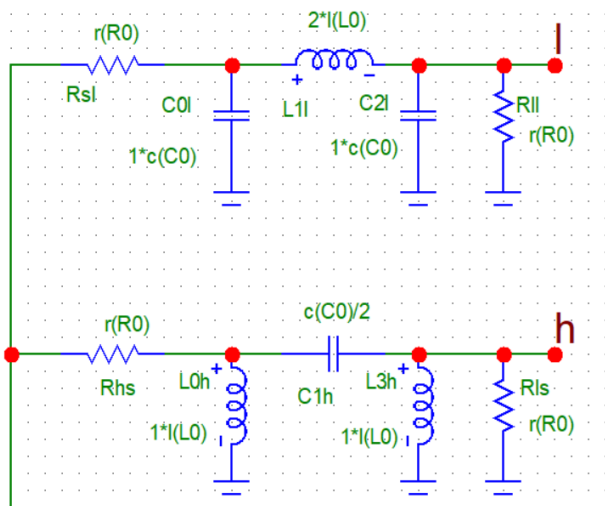 2*l(L0)
l
r(R0)
Rsl
C0l
L1l
C2l
Rll
r(R0)
1*c(C0)
1*c(C0)
c(C0)/2
h
r(R0)
Rhs
L0h
C1h
L3h
Rls
r(R0)
1*l(L0)
1*l(L0)